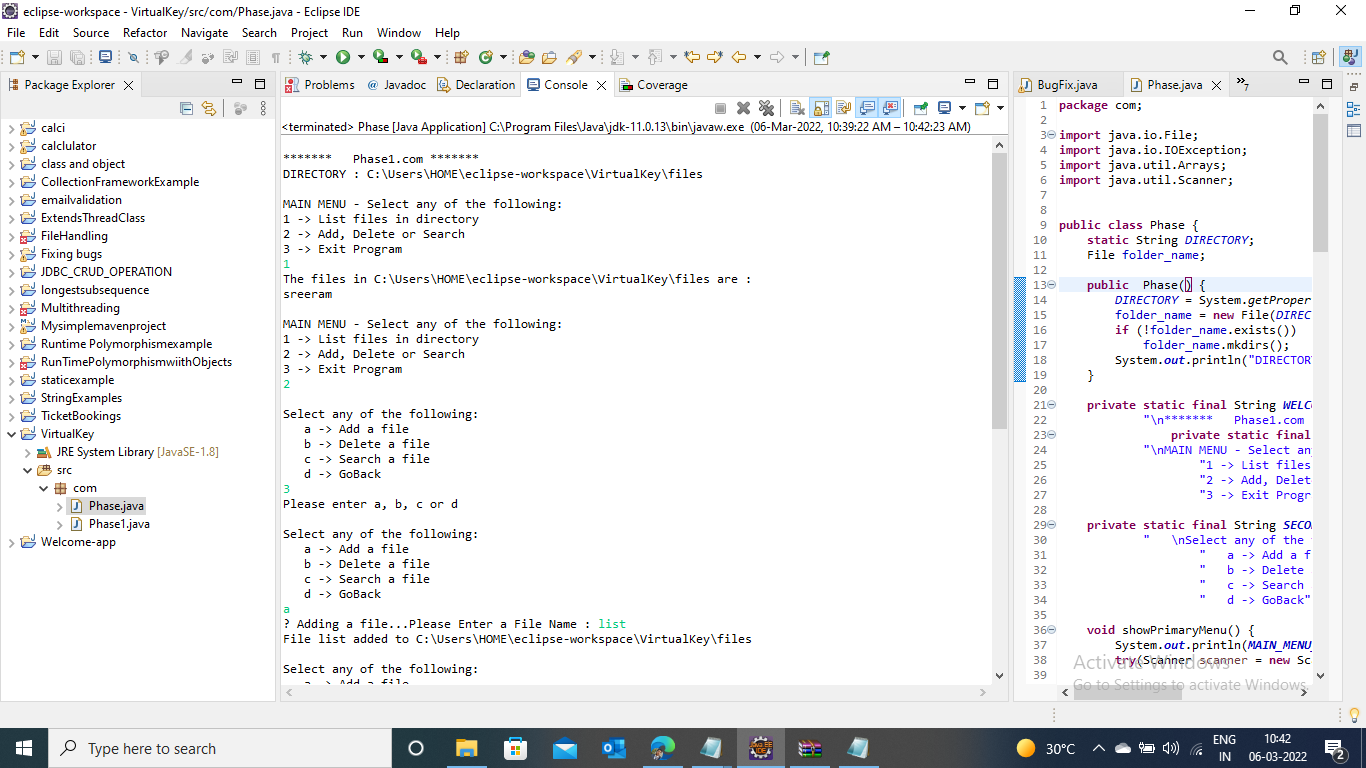 eclipse-workspace - VirtualKey/src/com/Phase.java - Eclipse IDE
File Edit Source Refactor Navigate Search Project Run Window Help
Package Explorer
calci
calclulator
class and object
CollectionFrameworkExample
emailvalidation
ExtendsThreadClass
FileHandling
Fixing bugs
JDBC_CRUD_OPERATION
longestsubsequence
Multithreading
Mysimplemavenproject
Runtime Polymorphismexample
RunTimePolymorphismwiithObjects
staticexample
StringExamples
TicketBookings
VirtualKey
JRE System Library [JavaSE-1.8]
src
com
Phase.java
Phase1.java
Welcome-app
Problems @ Javadoc Declaration Console Coverage
<terminated> Phase [Java Application] C:\Program Files\Java\jdk-11.0.13\bin\javaw.exe (06-Mar-2022, 10:39:22 AM – 10:42:23 AM)
*******   Phase1.com *******
DIRECTORY : C:\Users\HOME\eclipse-workspace\VirtualKey\files
MAIN MENU - Select any of the following:
1 -> List files in directory
2 -> Add, Delete or Search
3 -> Exit Program
1
The files in C:\Users\HOME\eclipse-workspace\VirtualKey\files are :
sreeram
MAIN MENU - Select any of the following:
1 -> List files in directory
2 -> Add, Delete or Search
3 -> Exit Program
2
Select any of the following:
a -> Add a file
b -> Delete a file
c -> Search a file
d -> GoBack
3
Please enter a, b, c or d
Select any of the following:
a -> Add a file
b -> Delete a file
c -> Search a file
d -> GoBack
a
? Adding a file...Please Enter a File Name : list
File list added to C:\Users\HOME\eclipse-workspace\VirtualKey\files
Select any of the following:
a -> Add a file
BugFix.java Phase.java 7
1 package com;
2
3 import java.io.File;
4 import java.io.IOException;
5 import java.util.Arrays;
6 import java.util.Scanner;
7
8
9 public class Phase {
10 static String DIRECTORY;
11 File folder_name;
12
13 public  Phase() {
14 DIRECTORY = System.getProper
15 folder_name = new File(DIREC
16 if (!folder_name.exists())
17 folder_name.mkdirs();
18 System.out.println("DIRECTOR
19 }
20
21 private static final String WELC
22 "\n*******   Phase1.com
23 private static final
24 "\nMAIN MENU - Select an
25 "1 -> List files
26 "2 -> Add, Delet
27 "3 -> Exit Progr
28
29 private static final String SECO
30 "   \nSelect any of the
31 "   a -> Add a f
32 "   b -> Delete
33 "   c -> Search
34 "   d -> GoBack"
35
36 void showPrimaryMenu() {
37 System.out.println(MAIN_MENU
38 try(Scanner scanner = new Sc
39
Activate Windows
Go to Settings to activate Windows.
Type here to search
30°C
ENG
IN
10:42
06-03-2022
2